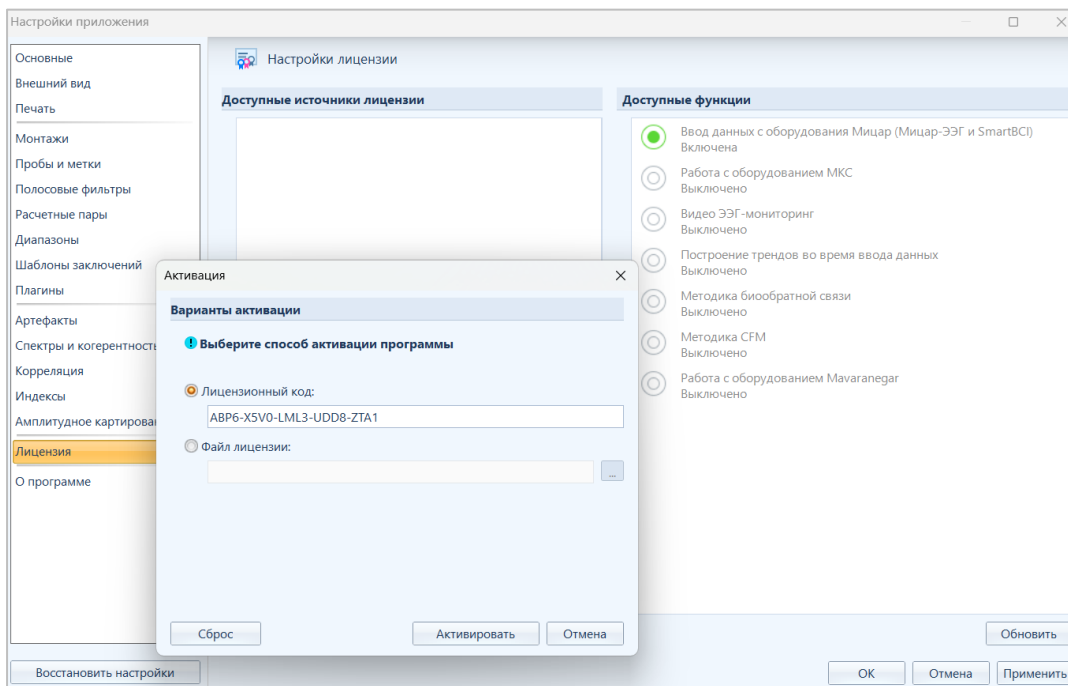 Настройки приложения
Основные
Внешний вид
Печать
Монтажи
Пробы и метки
Полосовые фильтры
Расчетные пары
Диапазоны
Шаблоны заключений
Плагины
Артефакты
Спектры и когерентность
Корреляция
Индексы
Амплитудное картирова
Лицензия
О программе
Восстановить настройки
Настройки лицензии
Доступные источники лицензии
Доступные функции
Ввод данных с оборудования Мицар (Мицар-ЭЭГ и SmartBCI)
Включена
Работа с оборудованием МКС
Выключено
Видео ЭЭГ-мониторинг
Выключено
Построение трендов во время ввода данных
Выключено
Методика биообратной связи
Выключено
Методика CFM
Выключено
Работа с оборудованием Mavaranegar
Выключено
Активация
Варианты активации
Выберите способ активации программы
Лицензионный код:
ABP6-X5V0-LML3-UDD8-ZTA1
Файл лицензии:
...
Сброс
Активировать
Отмена
Обновить
ОК
Отмена
Применить